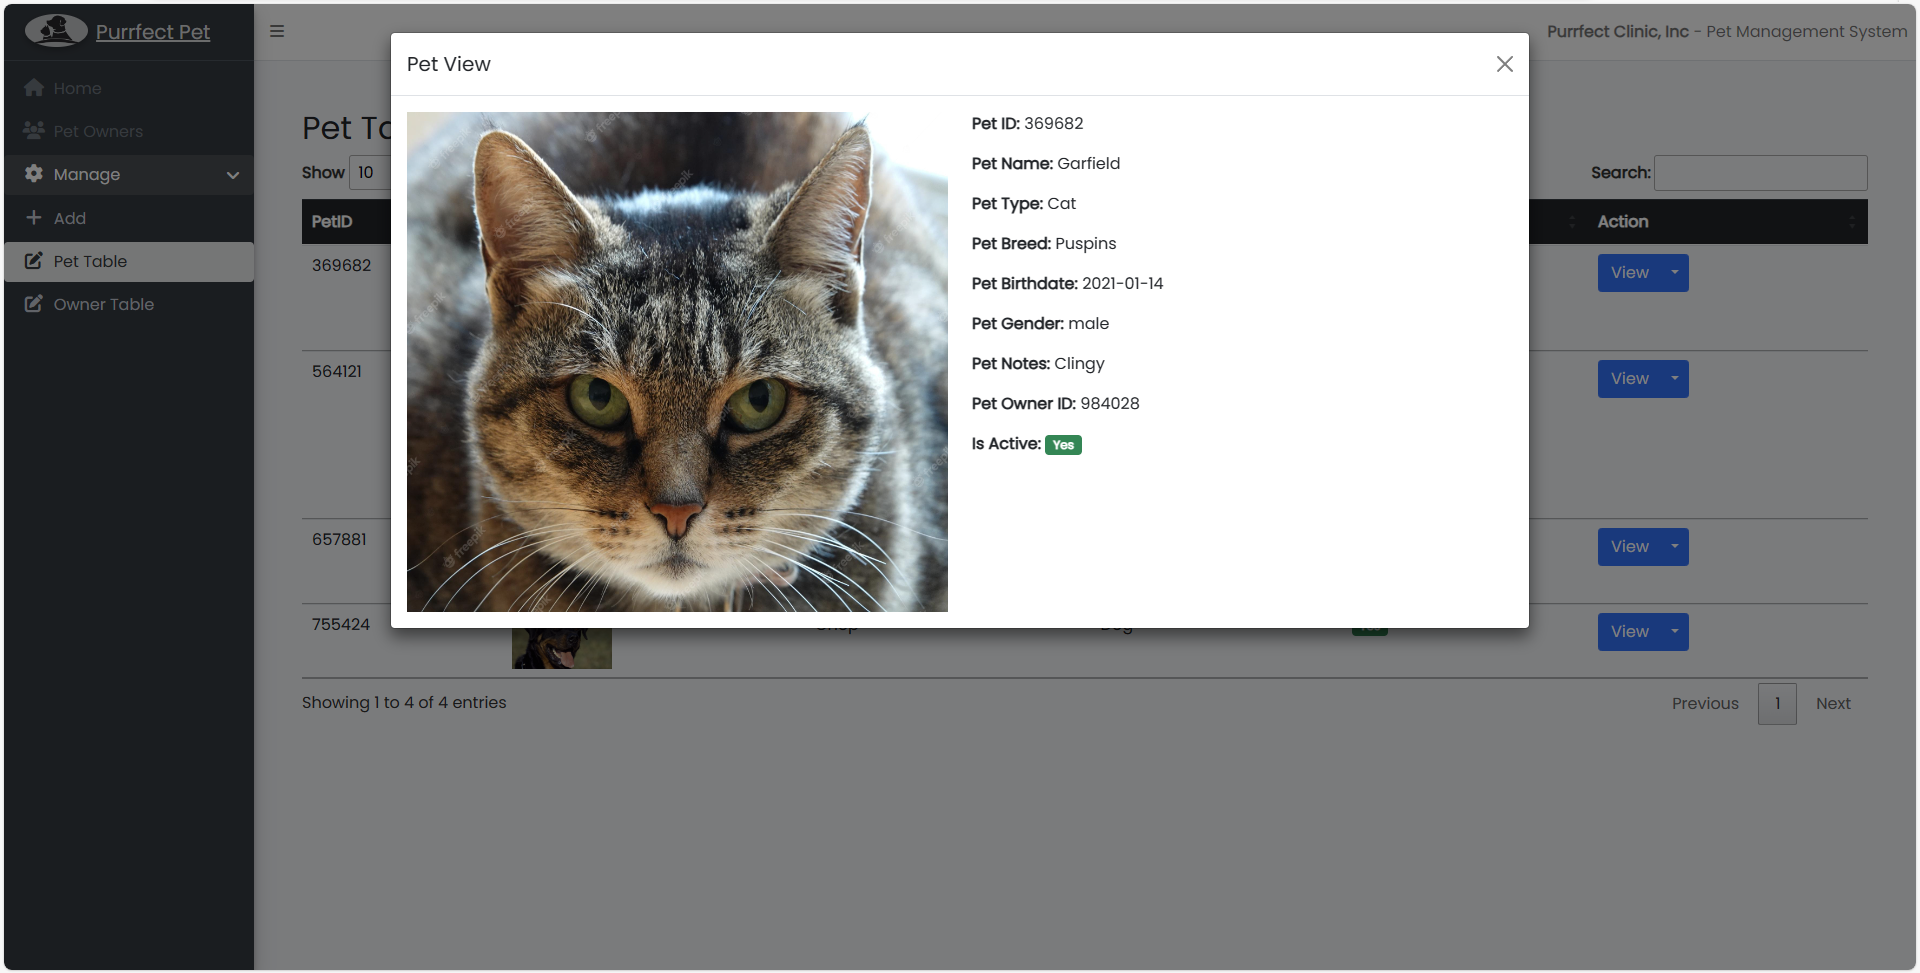 Purrfect Pet
Purrfect Clinic, Inc - Pet Management System
Home
Pet Owners
Manage
Add
Pet Table
Owner Table
Pet View
Pet ID: 369682
Pet Name: Garfield
Pet Type: Cat
Pet Breed: Puspins
Pet Birthdate: 2021-01-14
Pet Gender: male
Pet Notes: Clingy
Pet Owner ID: 984028
Is Active: Yes
Pet Ta
Show 10
Search:
PetID Action
369682 View
564121 View
657881 View
755424 Dog View
Showing 1 to 4 of 4 entries
Previous 1 Next
freepik